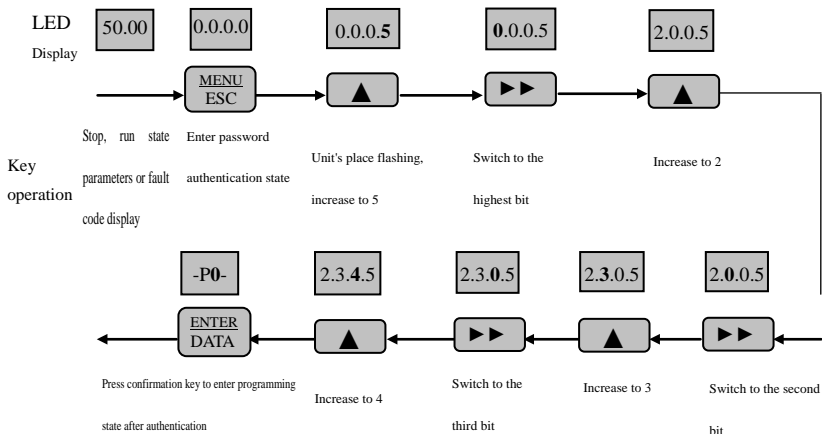 LED
Display
50.00
0.0.0.0
0.0.0.5
0.0.0.5
2.0.0.5
MENU
ESC
▲
►►
▲
Key
operation
Stop, run state
parameters or fault
code display
Enter password
authentication state
Unit's place flashing,
increase to 5
Switch to the
highest bit
Increase to 2
-P0-
2.3.4.5
2.3.0.5
2.3.0.5
2.0.0.5
ENTER
DATA
▲
►►
▲
►►
Press confirmation key to enter programming
state after authentication
Increase to 4
Switch to the
third bit
Increase to 3
Switch to the second
bit